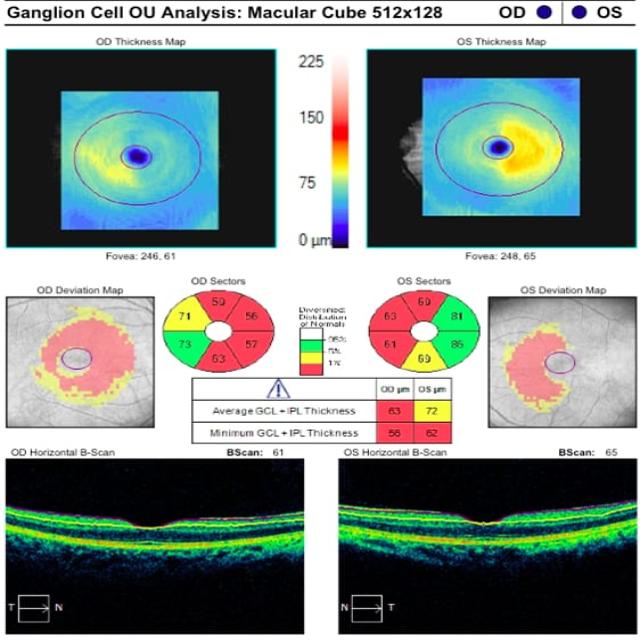 Ganglion Cell OU Analysis: Macular Cube 512x128 OD OS
OD Thickness Map
OS Thickness Map
225
150
75
0 µm
Fovea: 246, 61
Fovea: 248, 65
OD Deviation Map
OD Sectors
OS Sectors
OS Deviation Map
59
71 56
73 57
63
Diversified:
Distribution
of Normals
95%
5%
1%
69
63 81
61 85
69
OD µm OS µm
Average GCL + IPL Thickness 63 72
Minimum GCL + IPL Thickness 56 62
OD Horizontal B-Scan BScan: 61
OS Horizontal B-Scan BScan: 65
T N
N T